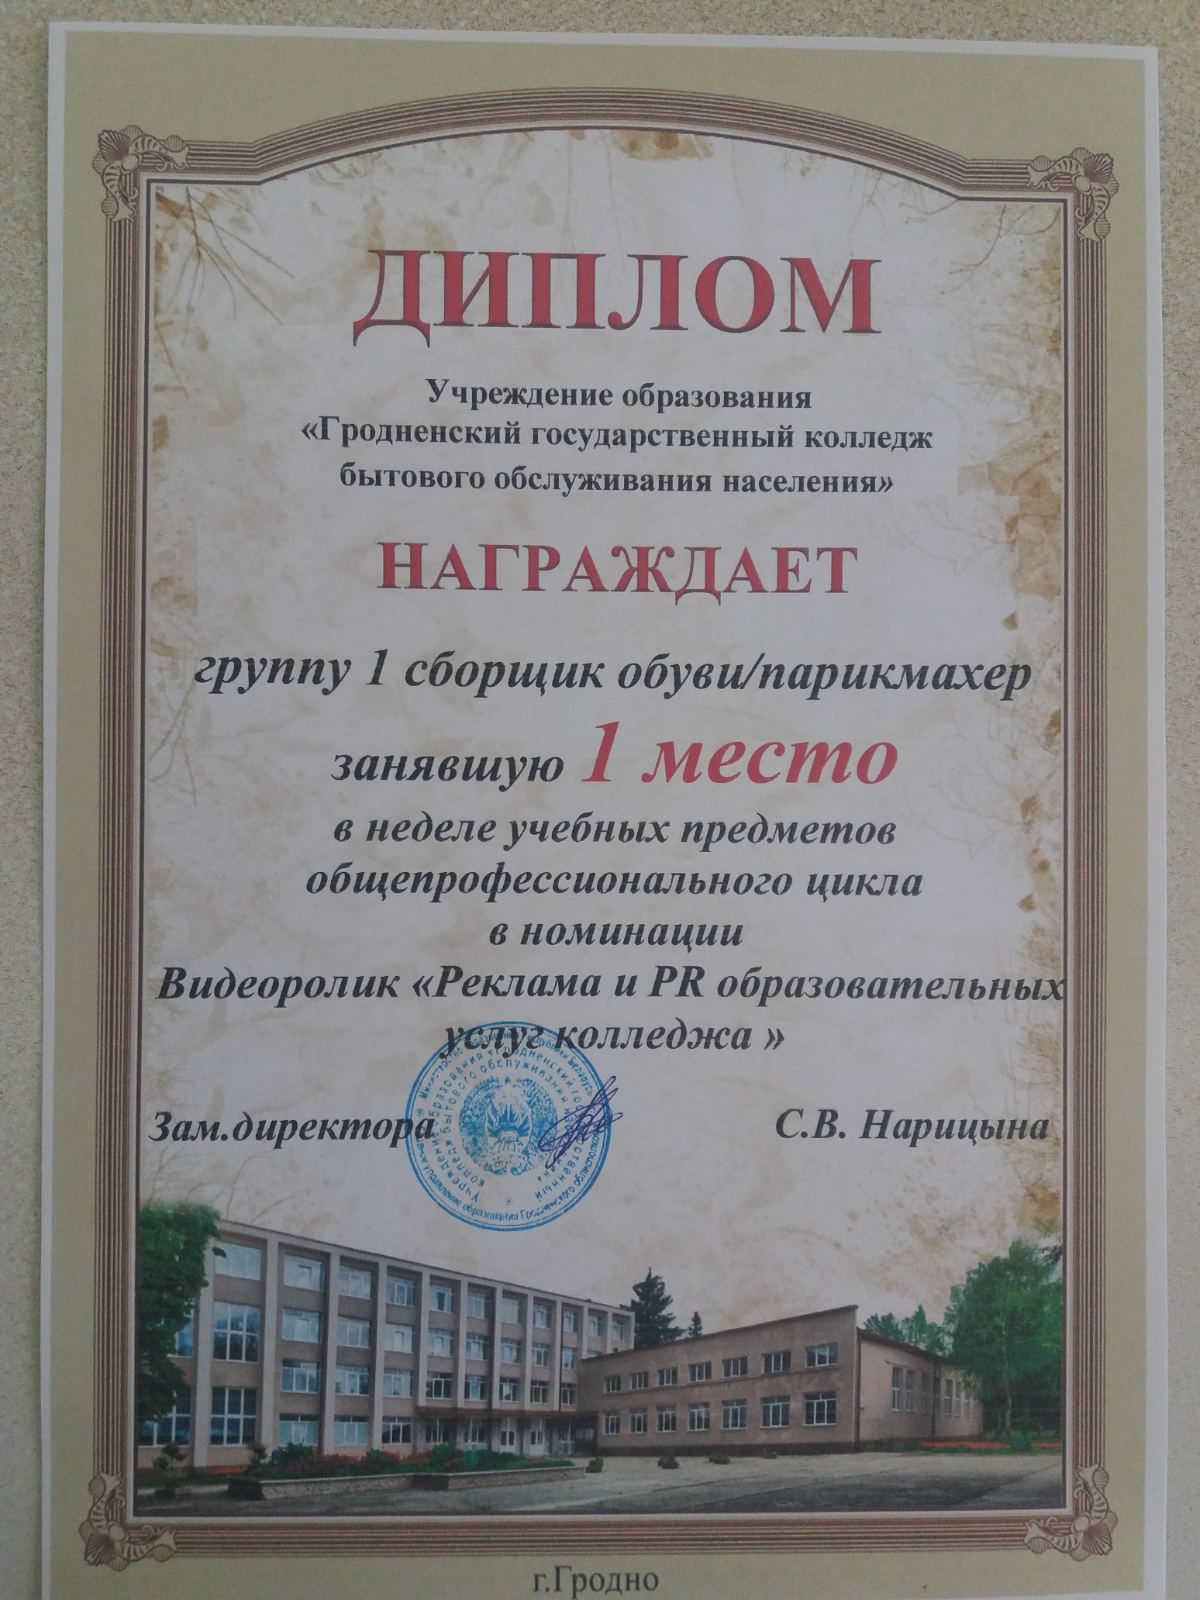 ДИПЛОМ
Учреждение образования
«Гродненский государственный колледж
бытового обслуживания населения»
НАГРАЖДАЕТ
группу 1 сборщик обуви/парикмахер
занявшую 1 место
в неделе учебных предметов
общепрофессионального цикла
в номинации
Видеоролик «Реклама и PR образовательных
услуг колледжа »
Зам.директора С.В. Нарицына
г.Гродно